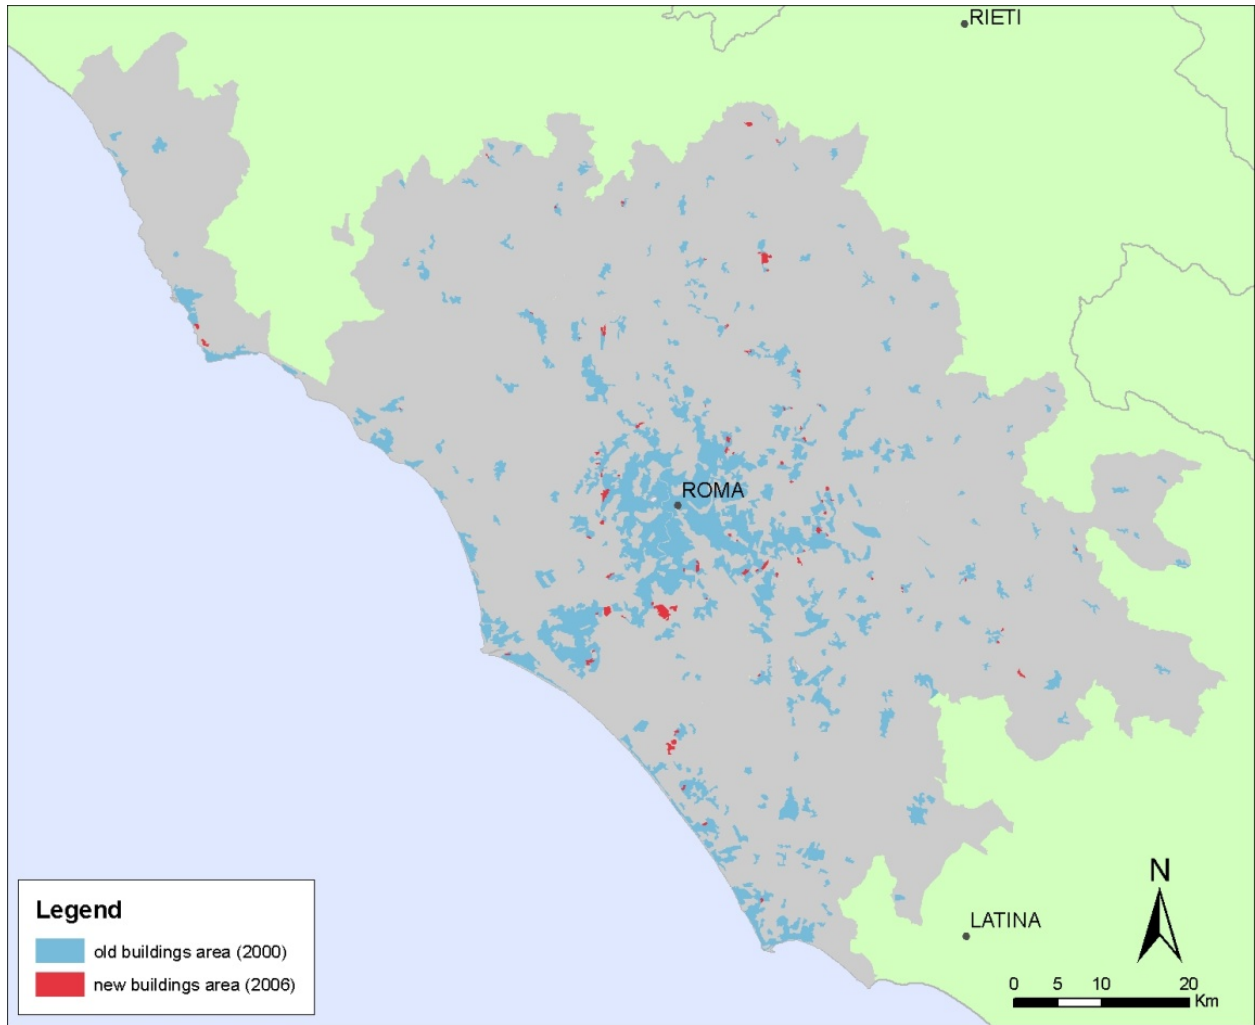 RIETI
ROMA
Legend
old buildings area (2000)
new buildings area (2006)
LATINA
N
0 5 10 20
Km